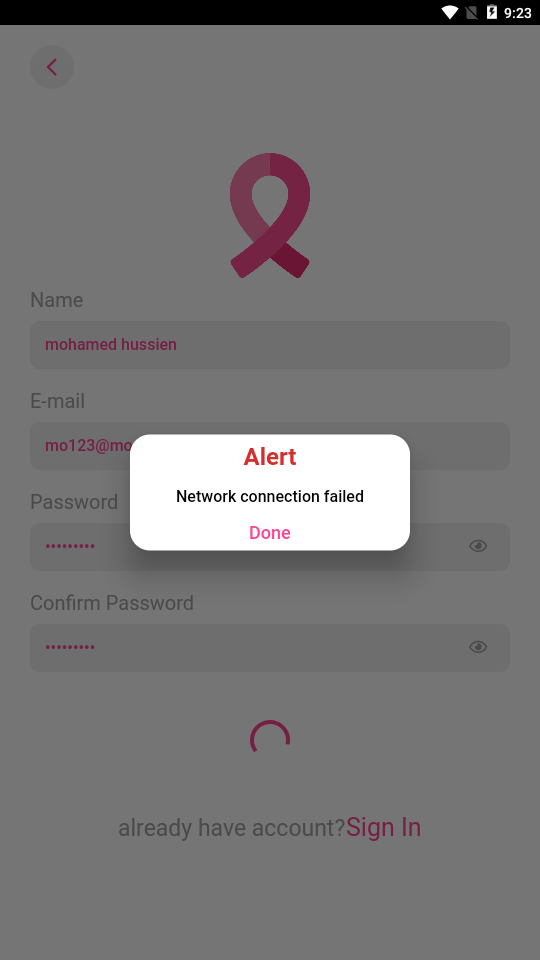 9:23
Name
mohamed hussien
E-mail
mo123@mo
Alert
Network connection failed
Password
Done
•••••••••
Confirm Password
•••••••••
already have account?Sign In